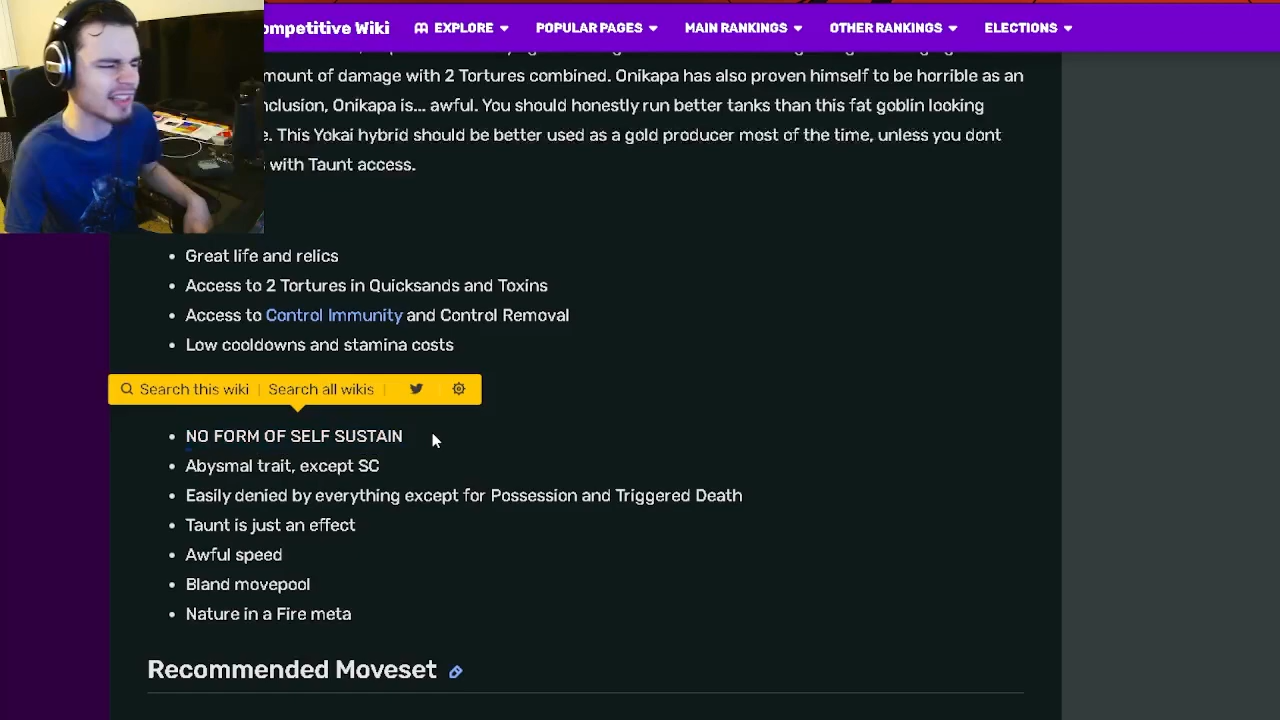 ompetitive Wiki EXPLORE POPULAR PAGES MAIN RANKINGS OTHER RANKINGS ELECTIONS
mount of damage with 2 Tortures combined. Onikapa has also proven himself to be horrible as an
nclusion, Onikapa is... awful. You should honestly run better tanks than this fat goblin looking
e. This Yokai hybrid should be better used as a gold producer most of the time, unless you dont
with Taunt access.
• Great life and relics
• Access to 2 Tortures in Quicksands and Toxins
• Access to Control Immunity and Control Removal
• Low cooldowns and stamina costs
Search this wiki | Search all wikis |
• NO FORM OF SELF SUSTAIN
• Abysmal trait, except SC
• Easily denied by everything except for Possession and Triggered Death
• Taunt is just an effect
• Awful speed
• Bland movepool
• Nature in a Fire meta
Recommended Moveset